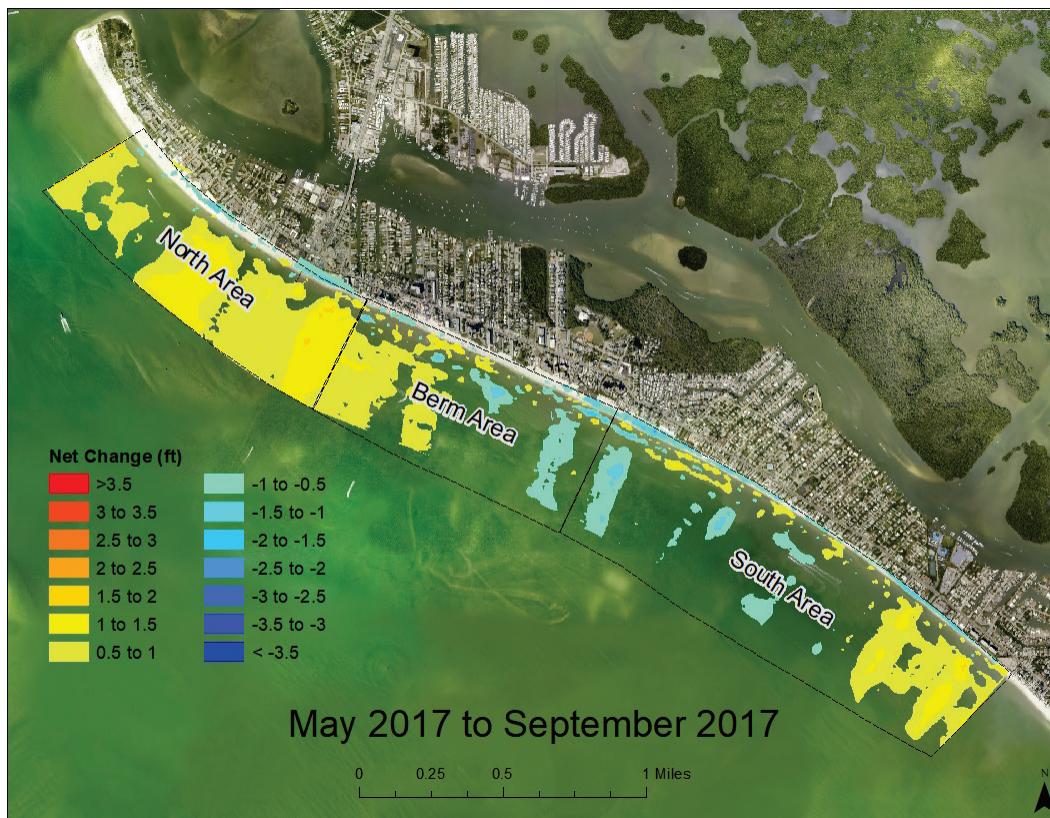 North Area
Berm Area
South Area
Net Change (ft)
>3.5
3 to 3.5
2.5 to 3
2 to 2.5
1.5 to 2
1 to 1.5
0.5 to 1
-1 to -0.5
-1.5 to -1
-2 to -1.5
-2.5 to -2
-3 to -2.5
-3.5 to -3
< -3.5
May 2017 to September 2017
0 0.25 0.5 1 Miles
N